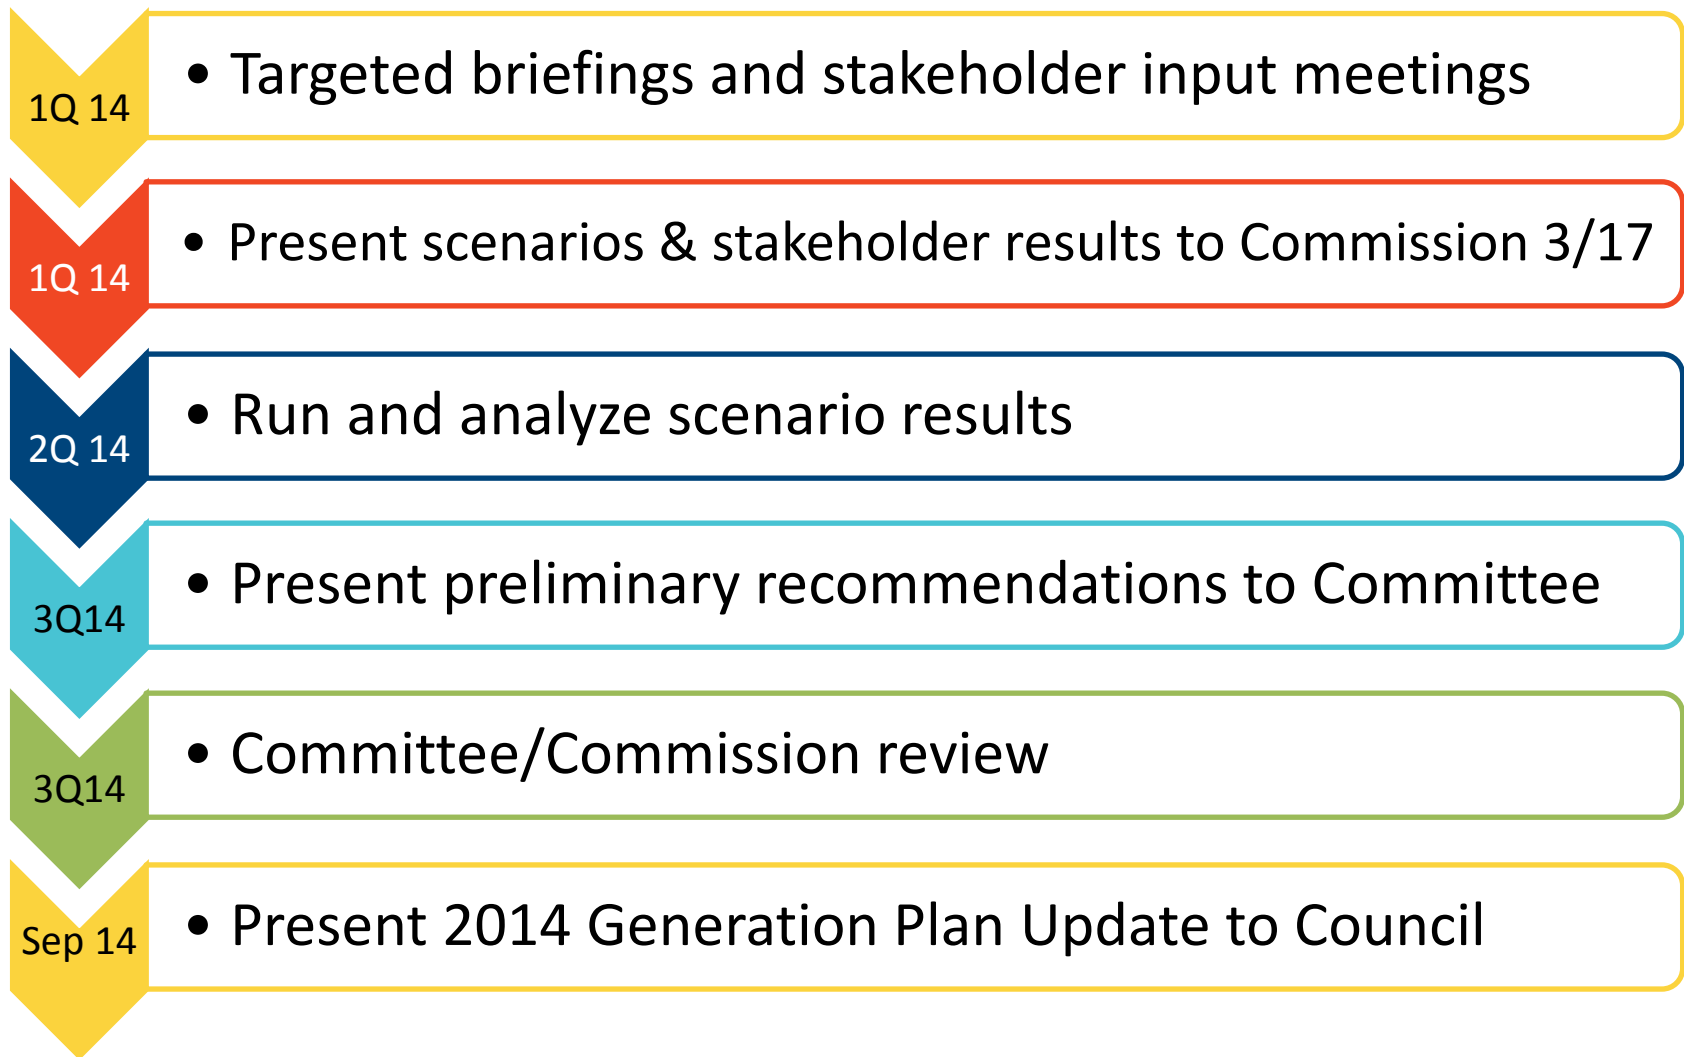 1Q 14
• Targeted briefings and stakeholder input meetings
1Q 14
• Present scenarios & stakeholder results to Commission 3/17
2Q 14
• Run and analyze scenario results
3Q14
• Present preliminary recommendations to Committee
3Q14
• Committee/Commission review
Sep 14
• Present 2014 Generation Plan Update to Council